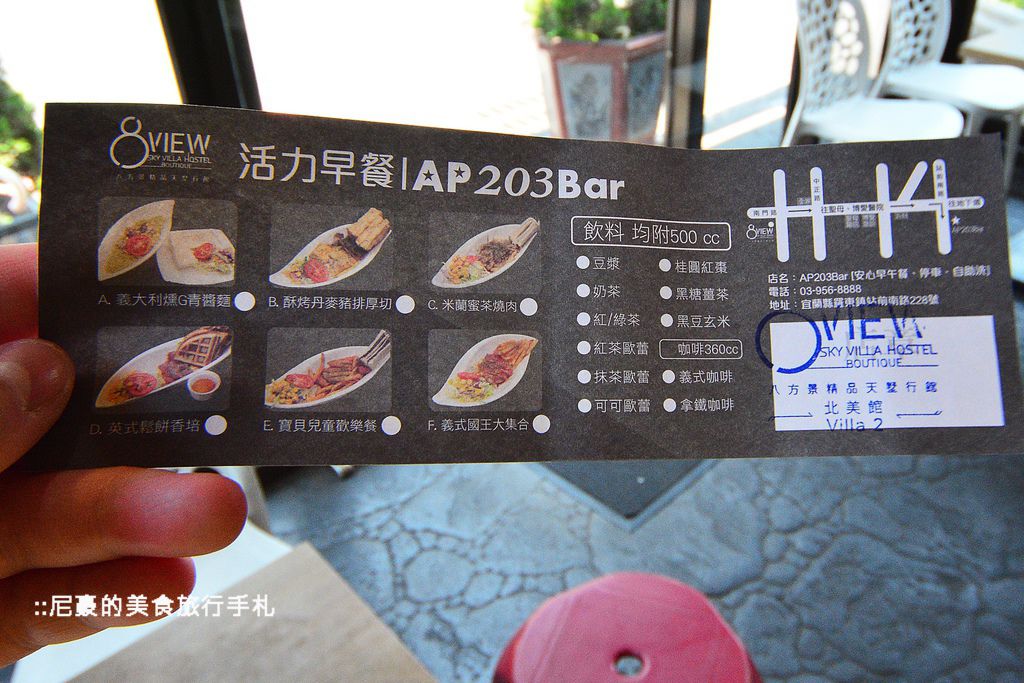 8VIEW
SKY VILLA HOSTEL
BOUTIQUE
八方景精品天墅行館
活力早餐|AP203Bar
A. 義大利燻G青醬麵
B. 酥烤丹麥豬排厚切
C. 米蘭蜜茶燒肉
D. 英式鬆餅香培
E. 寶貝兒童歡樂餐
F. 義式國王大集合
飲料 均附500 cc
豆漿
奶茶
紅/綠茶
紅茶歐蕾
抹茶歐蕾
可可歐蕾
桂圓紅棗
黑糖薑茶
黑豆玄米
咖啡360cc
義式咖啡
拿鐵咖啡
南門路
中正路
往聖母、博愛醫院
站前南路
往地下道
8VIEW
AP203Bar
店名：AP203Bar [安心早午餐・停車・自助洗]
電話：03-956-8888
地址：宜蘭縣羅東鎮站前南路228號
8VIEW
SKY VILLA HOSTEL
BOUTIQUE
八方景精品天墅行館
北美館
Villa 2
::尼豪的美食旅行手札